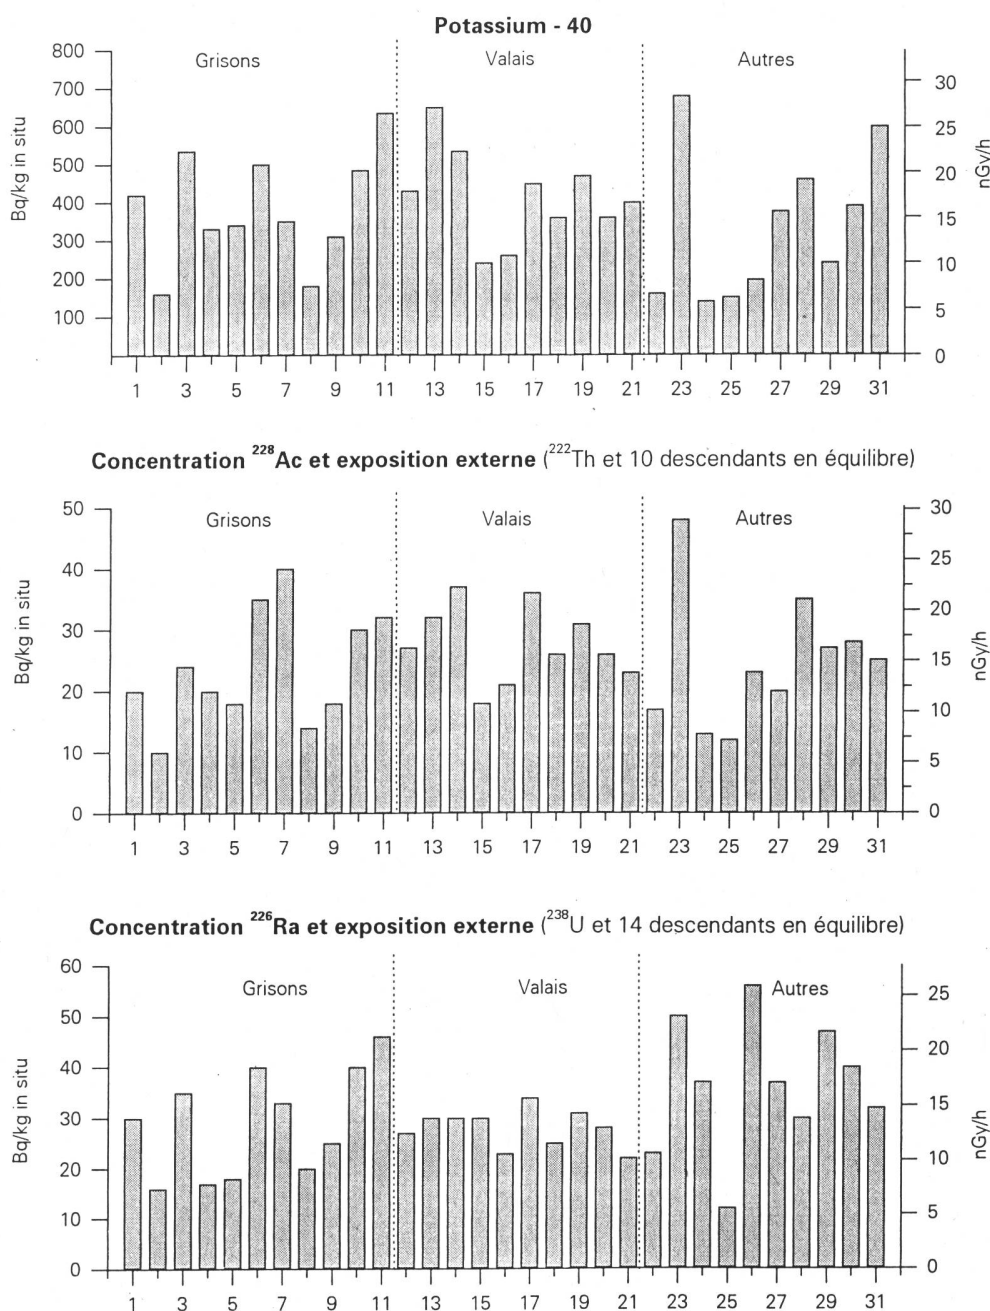 Potassium - 40
Grisons
Valais
Autres
Bq/kg in situ
800
700
600
500
400
300
200
100
30
25
20
15
10
5
0
nGy/h
1 3 5 7 9 11 13 15 17 19 21 23 25 27 29 31
Concentration ²²⁸Ac et exposition externe (²²²Th et 10 descendants en équilibre)
Grisons
Valais
Autres
Bq/kg in situ
50
40
30
20
10
0
30
25
20
15
10
5
0
nGy/h
1 3 5 7 9 11 13 15 17 19 21 23 25 27 29 31
Concentration ²²⁶Ra et exposition externe (²³⁸U et 14 descendants en équilibre)
Grisons
Valais
Autres
Bq/kg in situ
60
50
40
30
20
10
0
25
20
15
10
5
0
nGy/h
1 3 5 7 9 11 13 15 17 19 21 23 25 27 29 31